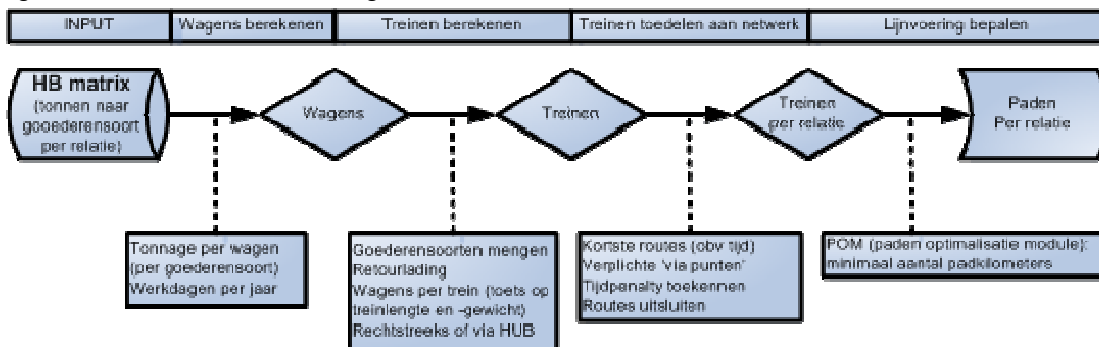 INPUT
Wagens berekenen
Treinen berekenen
Treinen toedelen aan netwerk
Lijnvoering bepalen
HB matrix
(tonnen naar
gooederensoort
per relatie)
Wagens
Treinen
Treinen
per relatie
Paden
Per relatie
Tonnage per wagen
(per goederensoort)
Werkdagen per jaar
Goederensoorten mengen
Retourlading
Wagens per trein (toets op
treinlengte en -gewicht)
Rechtstreeks of via HUB
Kortste routes (obv tijd)
Verplichte 'via punten'
Tijdpenalty toekennen
Routes uitsluiten
POM (paden optimalisatie module):
minimaal aantal padkilometers